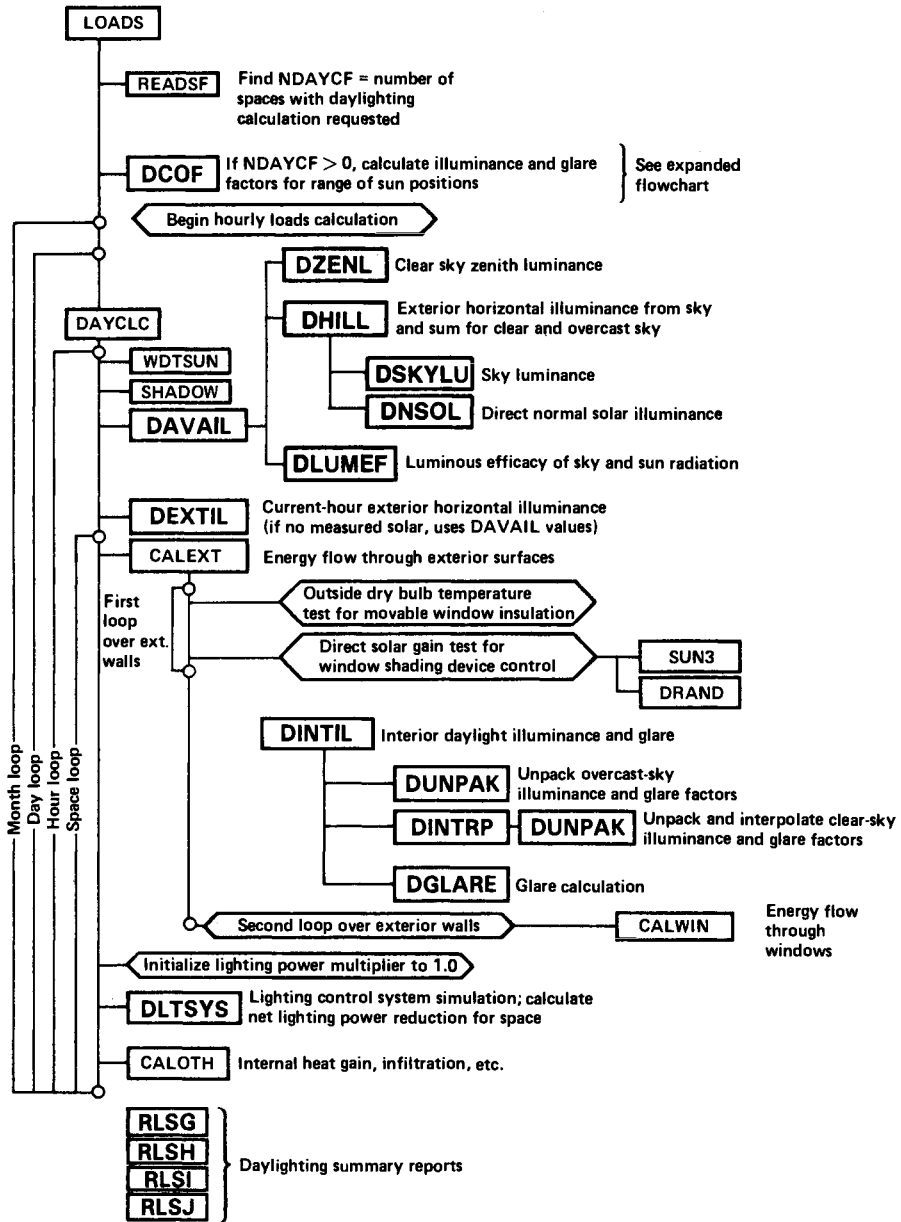 LOADS
READSF
Find NDAYCF = number of
spaces with daylighting
calculation requested
DCOF
If NDAYCF > 0, calculate illuminance and glare
factors for range of sun positions
See expanded
flowchart
Begin hourly loads calculation
DZENL
Clear sky zenith luminance
DHILL
Exterior horizontal illuminance from sky
and sum for clear and overcast sky
DAYCLC
WDTSUN
SHADOW
DSKYLU
Sky luminance
DNSOL
Direct normal solar illuminance
DAVAIL
DLUMEF
Luminous efficacy of sky and sun radiation
DEXTIL
Current-hour exterior horizontal illuminance
(if no measured solar, uses DAVAIL values)
CALEXT
Energy flow through exterior surfaces
First
loop
over ext.
walls
Outside dry bulb temperature
test for movable window insulation
Direct solar gain test for
window shading device control
SUN3
DRAND
DINTIL
Interior daylight illuminance and glare
Month loop
Day loop
Hour loop
Space loop
DUNPAK
Unpack overcast-sky
illuminance and glare factors
DINTRP
DUNPAK
Unpack and interpolate clear-sky
illuminance and glare factors
DGLARE
Glare calculation
Second loop over exterior walls
CALWIN
Energy flow
through
windows
Initialize lighting power multiplier to 1.0
DLTSYS
Lighting control system simulation; calculate
net lighting power reduction for space
CALOTH
Internal heat gain, infiltration, etc.
RLSG
RLSH
RLSI
RLSJ
Daylighting summary reports